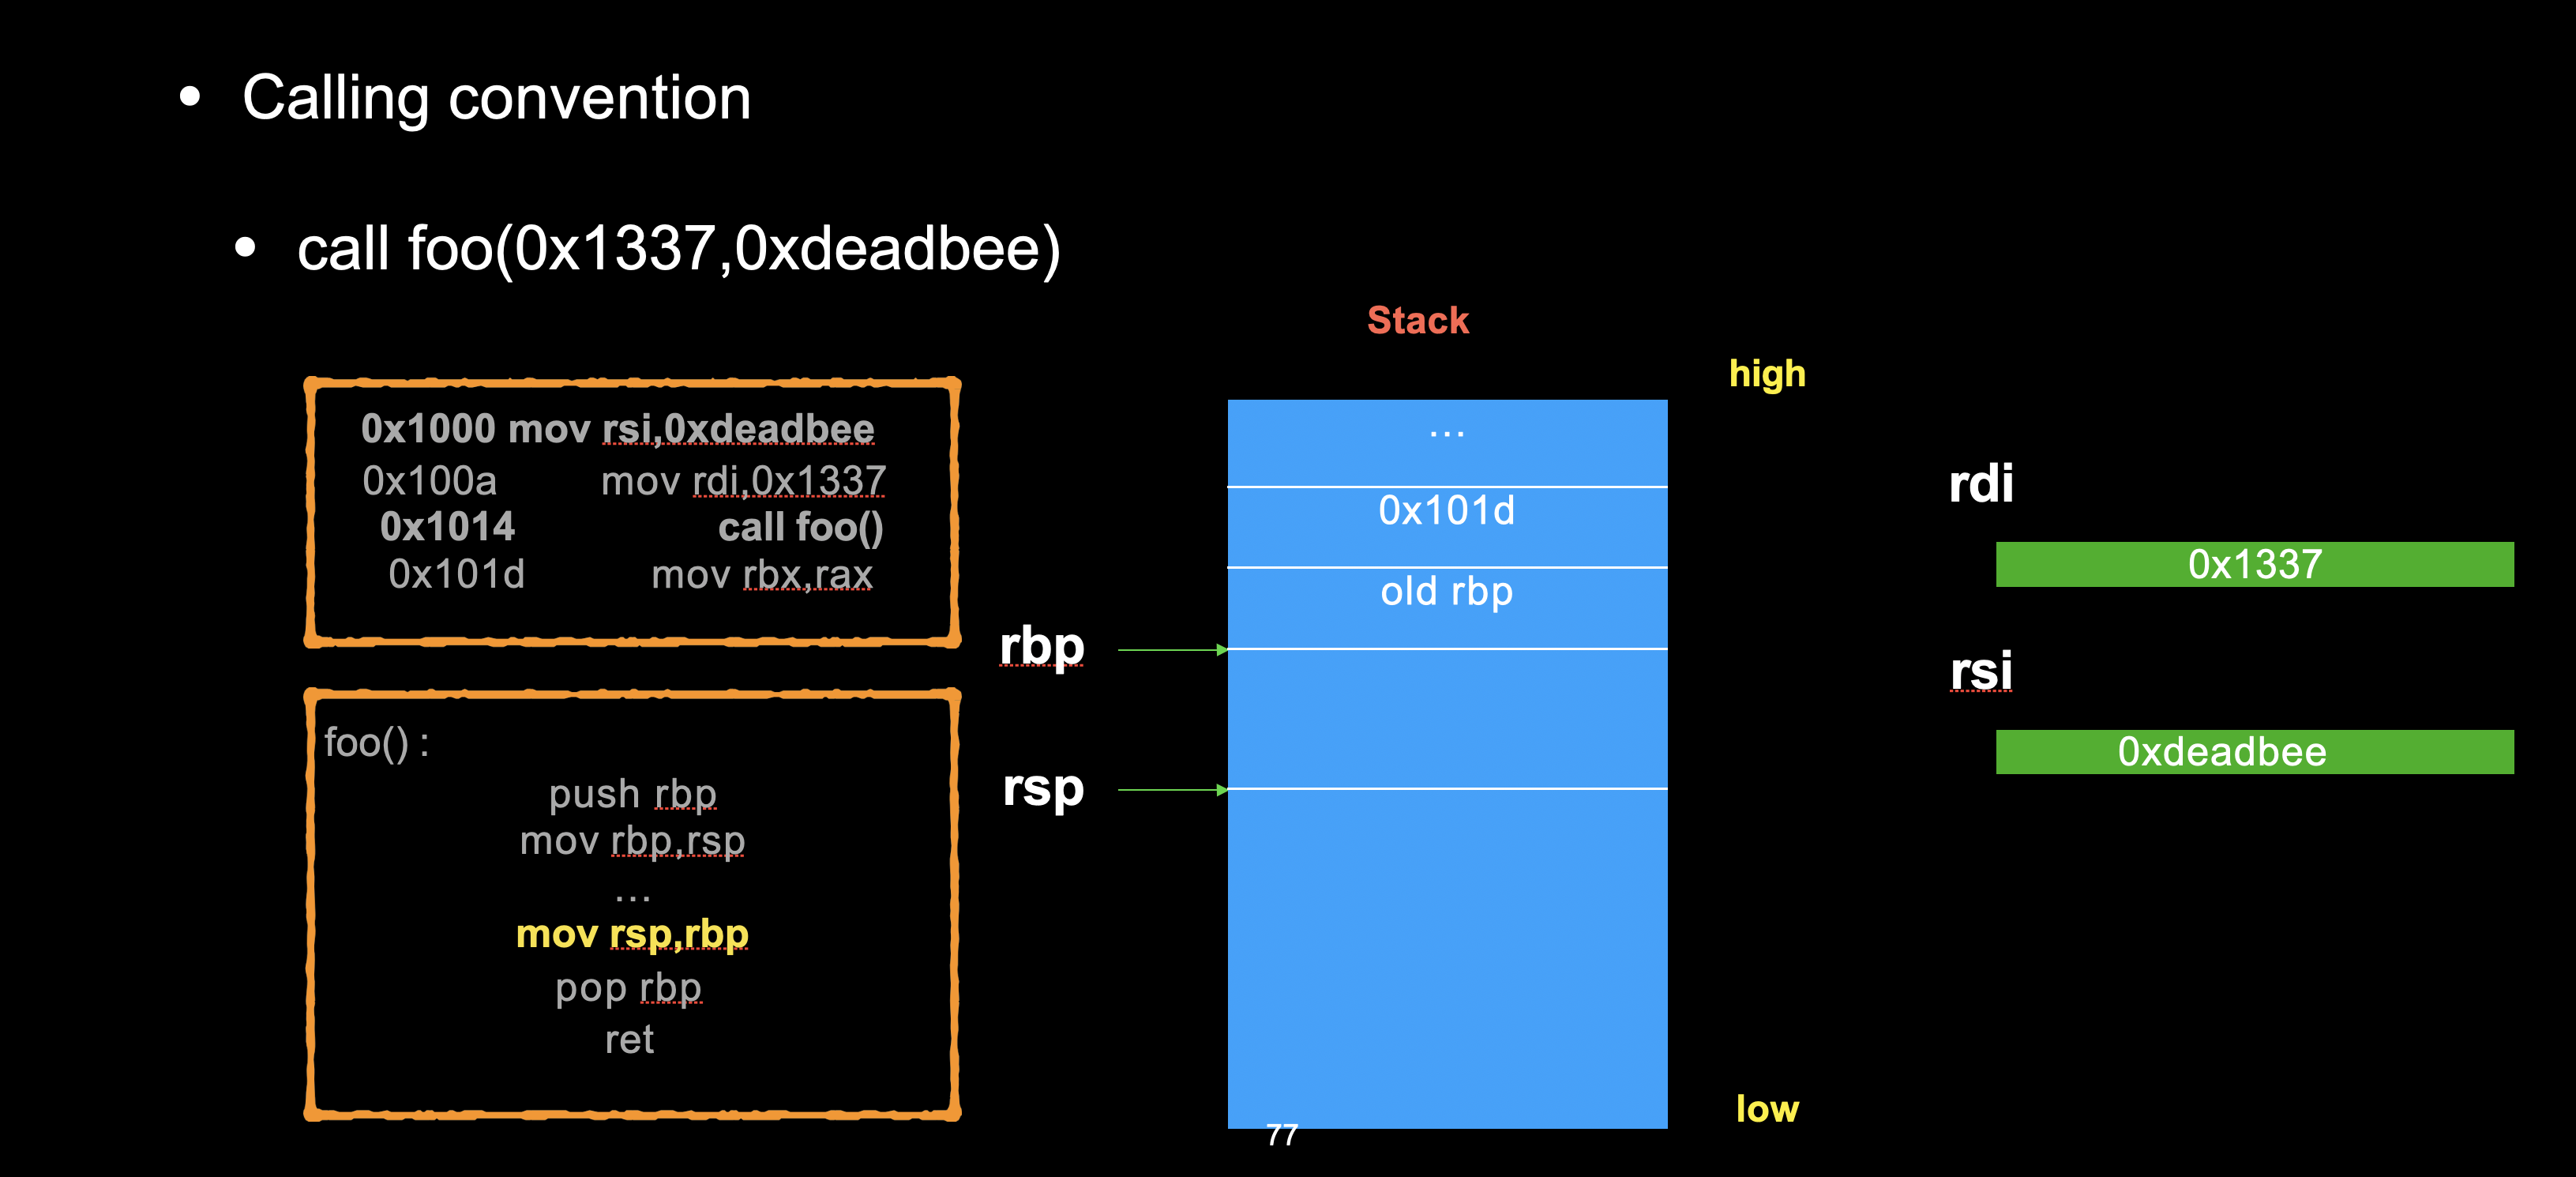 • Calling convention
• call foo(0x1337,0xdeadbee)
Stack
high
0x1000 mov rsi,0xdeadbee
0x100a mov rdi,0x1337
0x1014 call foo()
0x101d mov rbx,rax
foo() :
push rbp
mov rbp,rsp
...
mov rsp,rbp
pop rbp
ret
rbp
rsp
...
0x101d
old rbp
low
rdi
0x1337
rsi
0xdeadbee
77